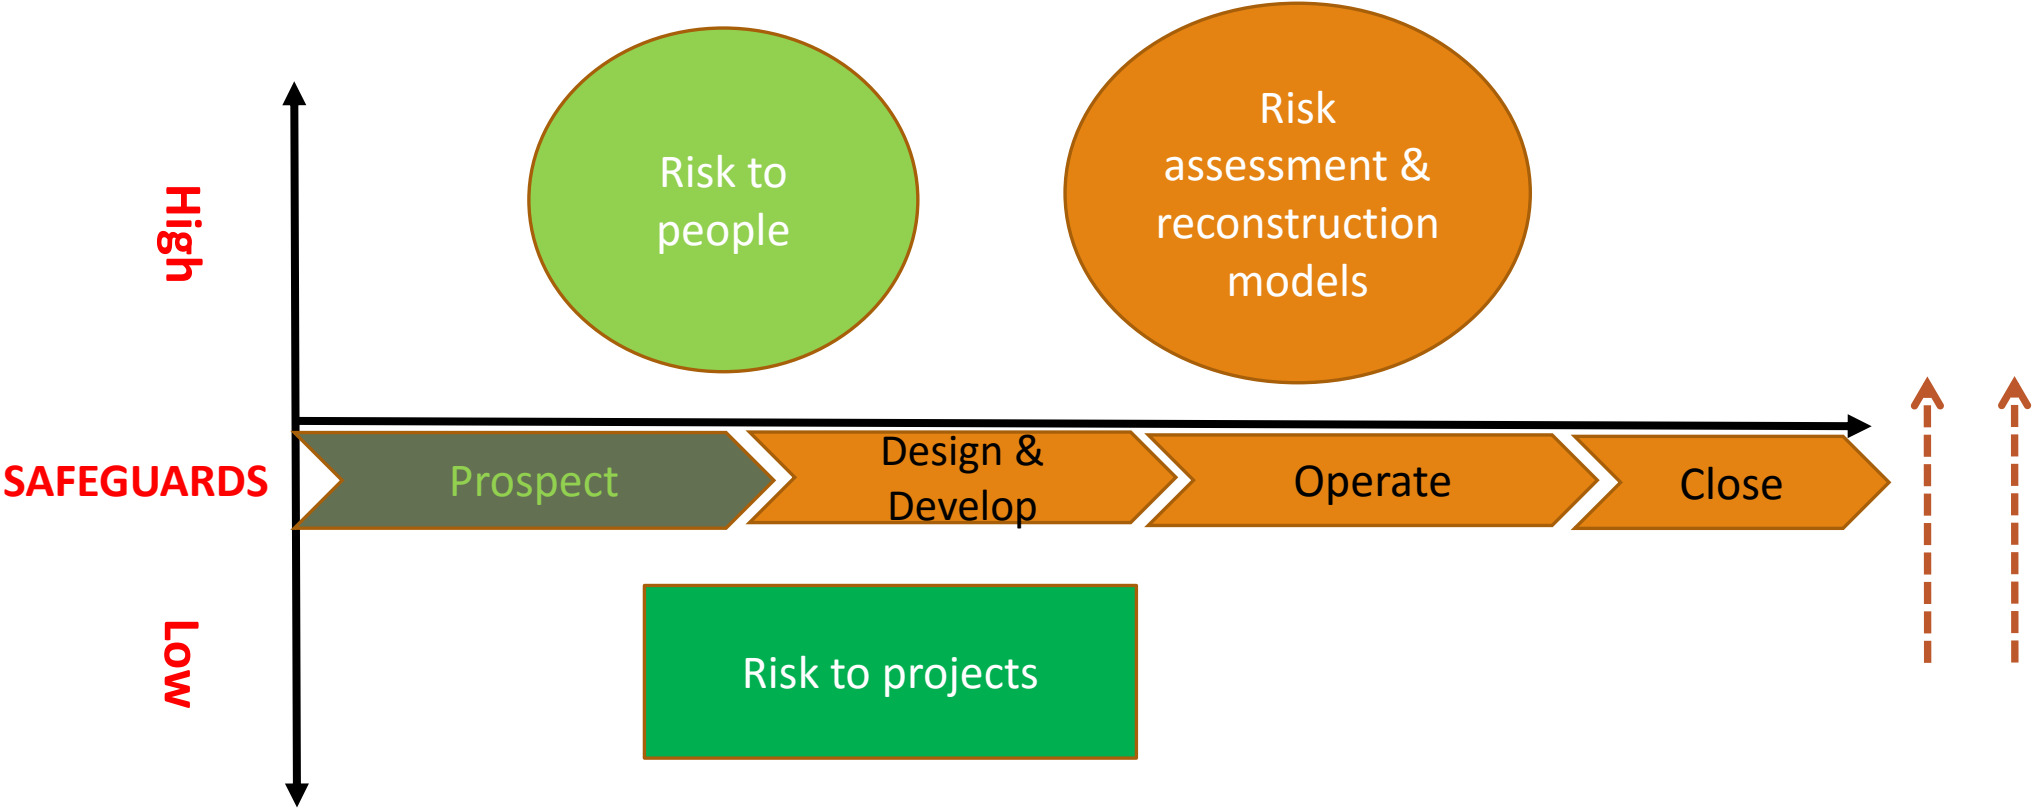 Risk to
people
Risk
assessment &
reconstruction
models
High
SAFEGUARDS
Prospect
Design &
Develop
Operate
Close
Low
Risk to projects